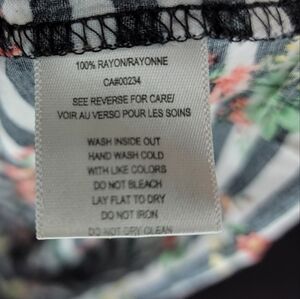 100% RAYON/RAYONNE
CA#00234
SEE REVERSE FOR CARE/
VOIR AU VERSO POUR LES SOINS
WASH INSIDE OUT
HAND WASH COLD
WITH LIKE COLORS
DO NOT BLEACH
LAY FLAT TO DRY
DO NOT IRON
DO NOT DRY CLEAN